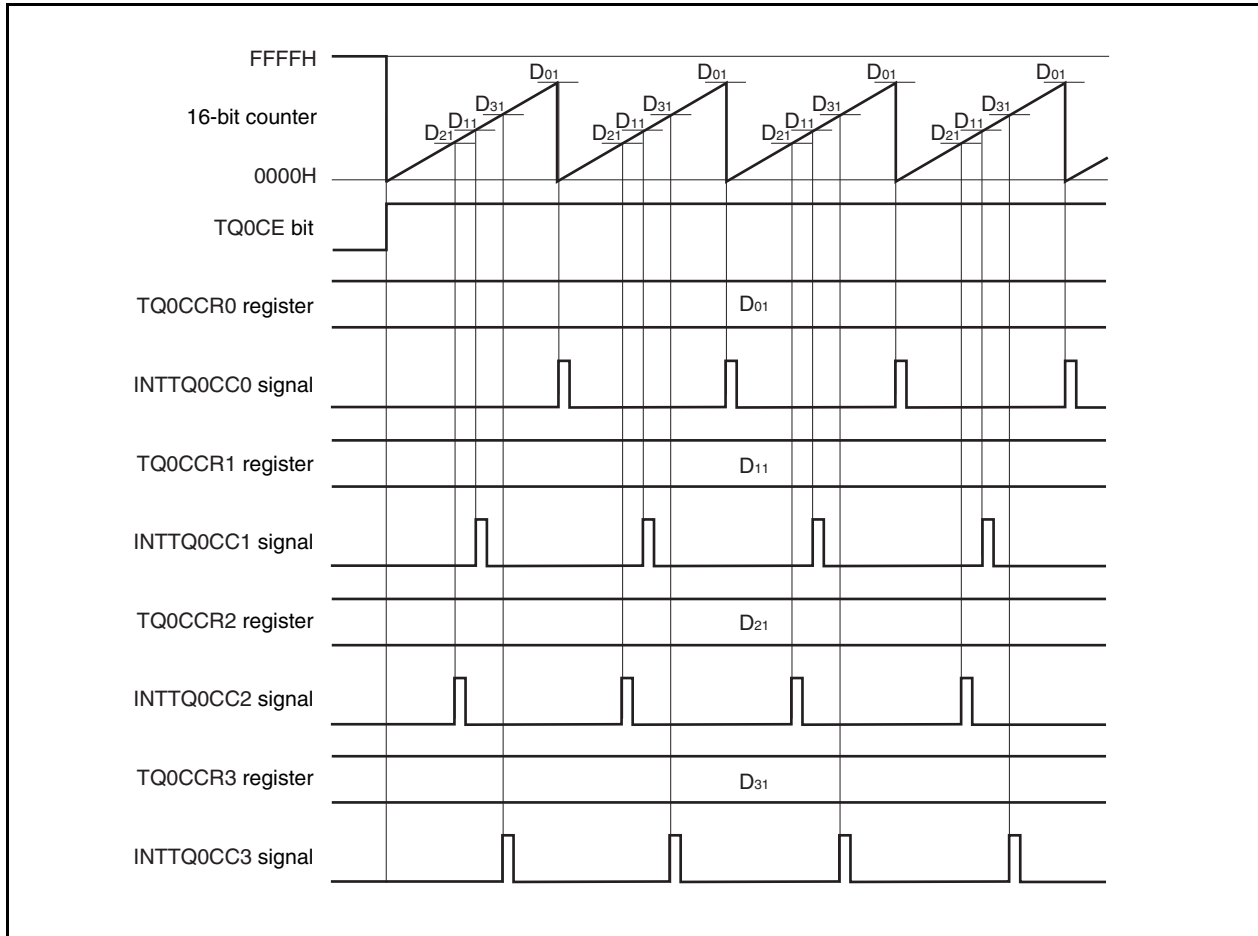 FFFFH
D01 D01 D01 D01
D31 D31 D31 D31
16-bit counter
D11 D11 D11 D11
D21 D21 D21 D21
0000H
TQ0CE bit
TQ0CCR0 register
D01
INTTQ0CC0 signal
TQ0CCR1 register
D11
INTTQ0CC1 signal
TQ0CCR2 register
D21
INTTQ0CC2 signal
TQ0CCR3 register
D31
INTTQ0CC3 signal